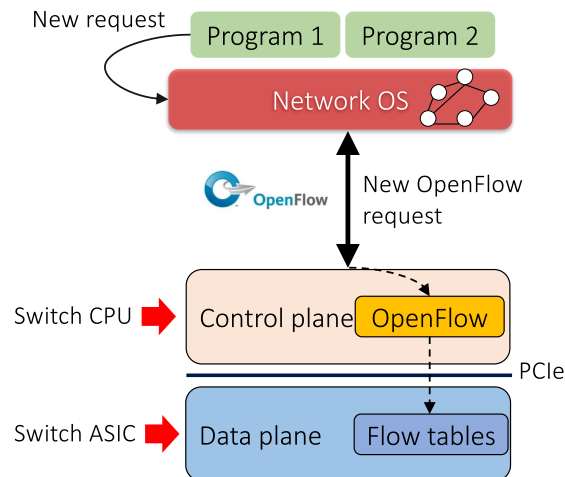 New request
Program 1
Program 2
Network OS
OpenFlow
New OpenFlow
request
Switch CPU
Control plane
OpenFlow
PCIe
Switch ASIC
Data plane
Flow tables